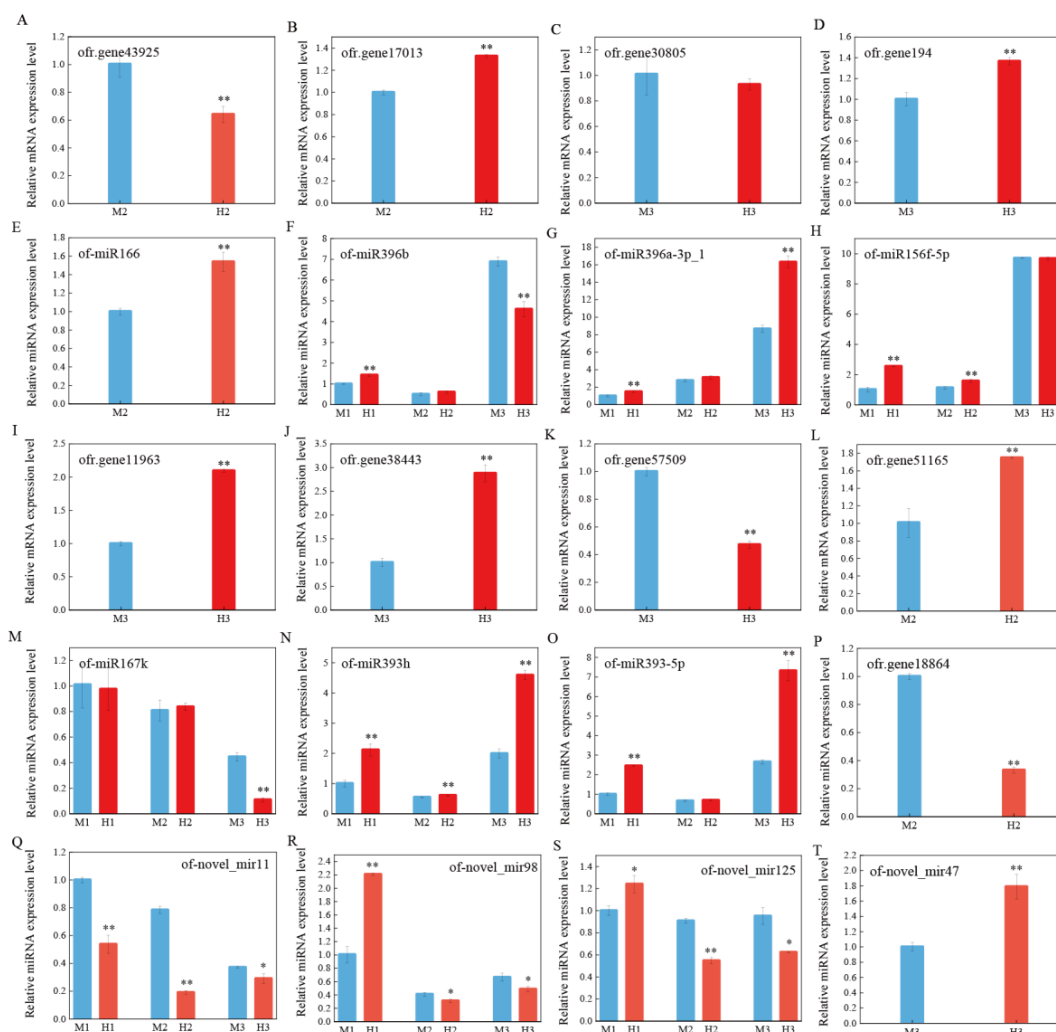 A
ofr.gene43925
Relative mRNA expression level
1.2
1.0
0.8
0.6
0.4
0.2
0.0
**
M2 H2
B
ofr.gene17013
Relative mRNA expression level
1.4
1.2
1.0
0.8
0.6
0.4
0.2
0.0
**
M2 H2
C
ofr.gene30805
Relative mRNA expression level
1.2
1.0
0.8
0.6
0.4
0.2
0.0
M3 H3
D
ofr.gene194
Relative mRNA expression level
1.6
1.4
1.2
1.0
0.8
0.6
0.4
0.2
0.0
**
M3 H3
E
of-miR166
Relative miRNA expression level
1.8
1.6
1.4
1.2
1.0
0.8
0.6
0.4
0.2
0.0
**
M2 H2
F
of-miR396b
Relative miRNA expression level
8
7
6
5
4
3
2
1
0
**
**
M1 H1 M2 H2 M3 H3
G
of-miR396a-3p_1
Relative miRNA expression level
18
16
14
12
10
8
6
4
2
0
**
**
M1 H1 M2 H2 M3 H3
H
of-miR156f-5p
Relative miRNA expression level
10
8
6
4
2
0
**
**
M1 H1 M2 H2 M3 H3
I
ofr.gene11963
Relative mRNA expression level
2.5
2.0
1.5
1.0
0.5
0.0
**
M3 H3
J
ofr.gene38443
Relative mRNA expression level
3.5
3.0
2.5
2.0
1.5
1.0
0.5
0.0
**
M3 H3
K
ofr.gene57509
Relative mRNA expression level
1.2
1.0
0.8
0.6
0.4
0.2
0.0
**
M3 H3
L
ofr.gene51165
Relative mRNA expression level
1.8
1.6
1.4
1.2
1.0
0.8
0.6
0.4
0.2
0.0
**
M2 H2
M
of-miR167k
Relative miRNA expression level
1.2
1.0
0.8
0.6
0.4
0.2
0.0
**
M1 H1 M2 H2 M3 H3
N
of-miR393h
Relative miRNA expression level
5
4
3
2
1
0
**
**
**
M1 H1 M2 H2 M3 H3
O
of-miR393-5p
Relative miRNA expression level
8
7
6
5
4
3
2
1
0
**
**
M1 H1 M2 H2 M3 H3
P
ofr.gene18864
Relative mRNA expression level
1.2
1.0
0.8
0.6
0.4
0.2
0.0
**
M2 H2
Q
of-novel_mir11
Relative miRNA expression level
1.2
1.0
0.8
0.6
0.4
0.2
0.0
**
**
*
M1 H1 M2 H2 M3 H3
R
of-novel_mir98
Relative miRNA expression level
2.4
2.2
2.0
1.8
1.6
1.4
1.2
1.0
0.8
0.6
0.4
0.2
0.0
**
*
*
M1 H1 M2 H2 M3 H3
S
of-novel_mir125
Relative miRNA expression level
1.4
1.2
1.0
0.8
0.6
0.4
0.2
0.0
*
**
*
M1 H1 M2 H2 M3 H3
T
of-novel_mir47
Relative miRNA expression level
2.0
1.8
1.6
1.4
1.2
1.0
0.8
0.6
0.4
0.2
0.0
**
M3 H3